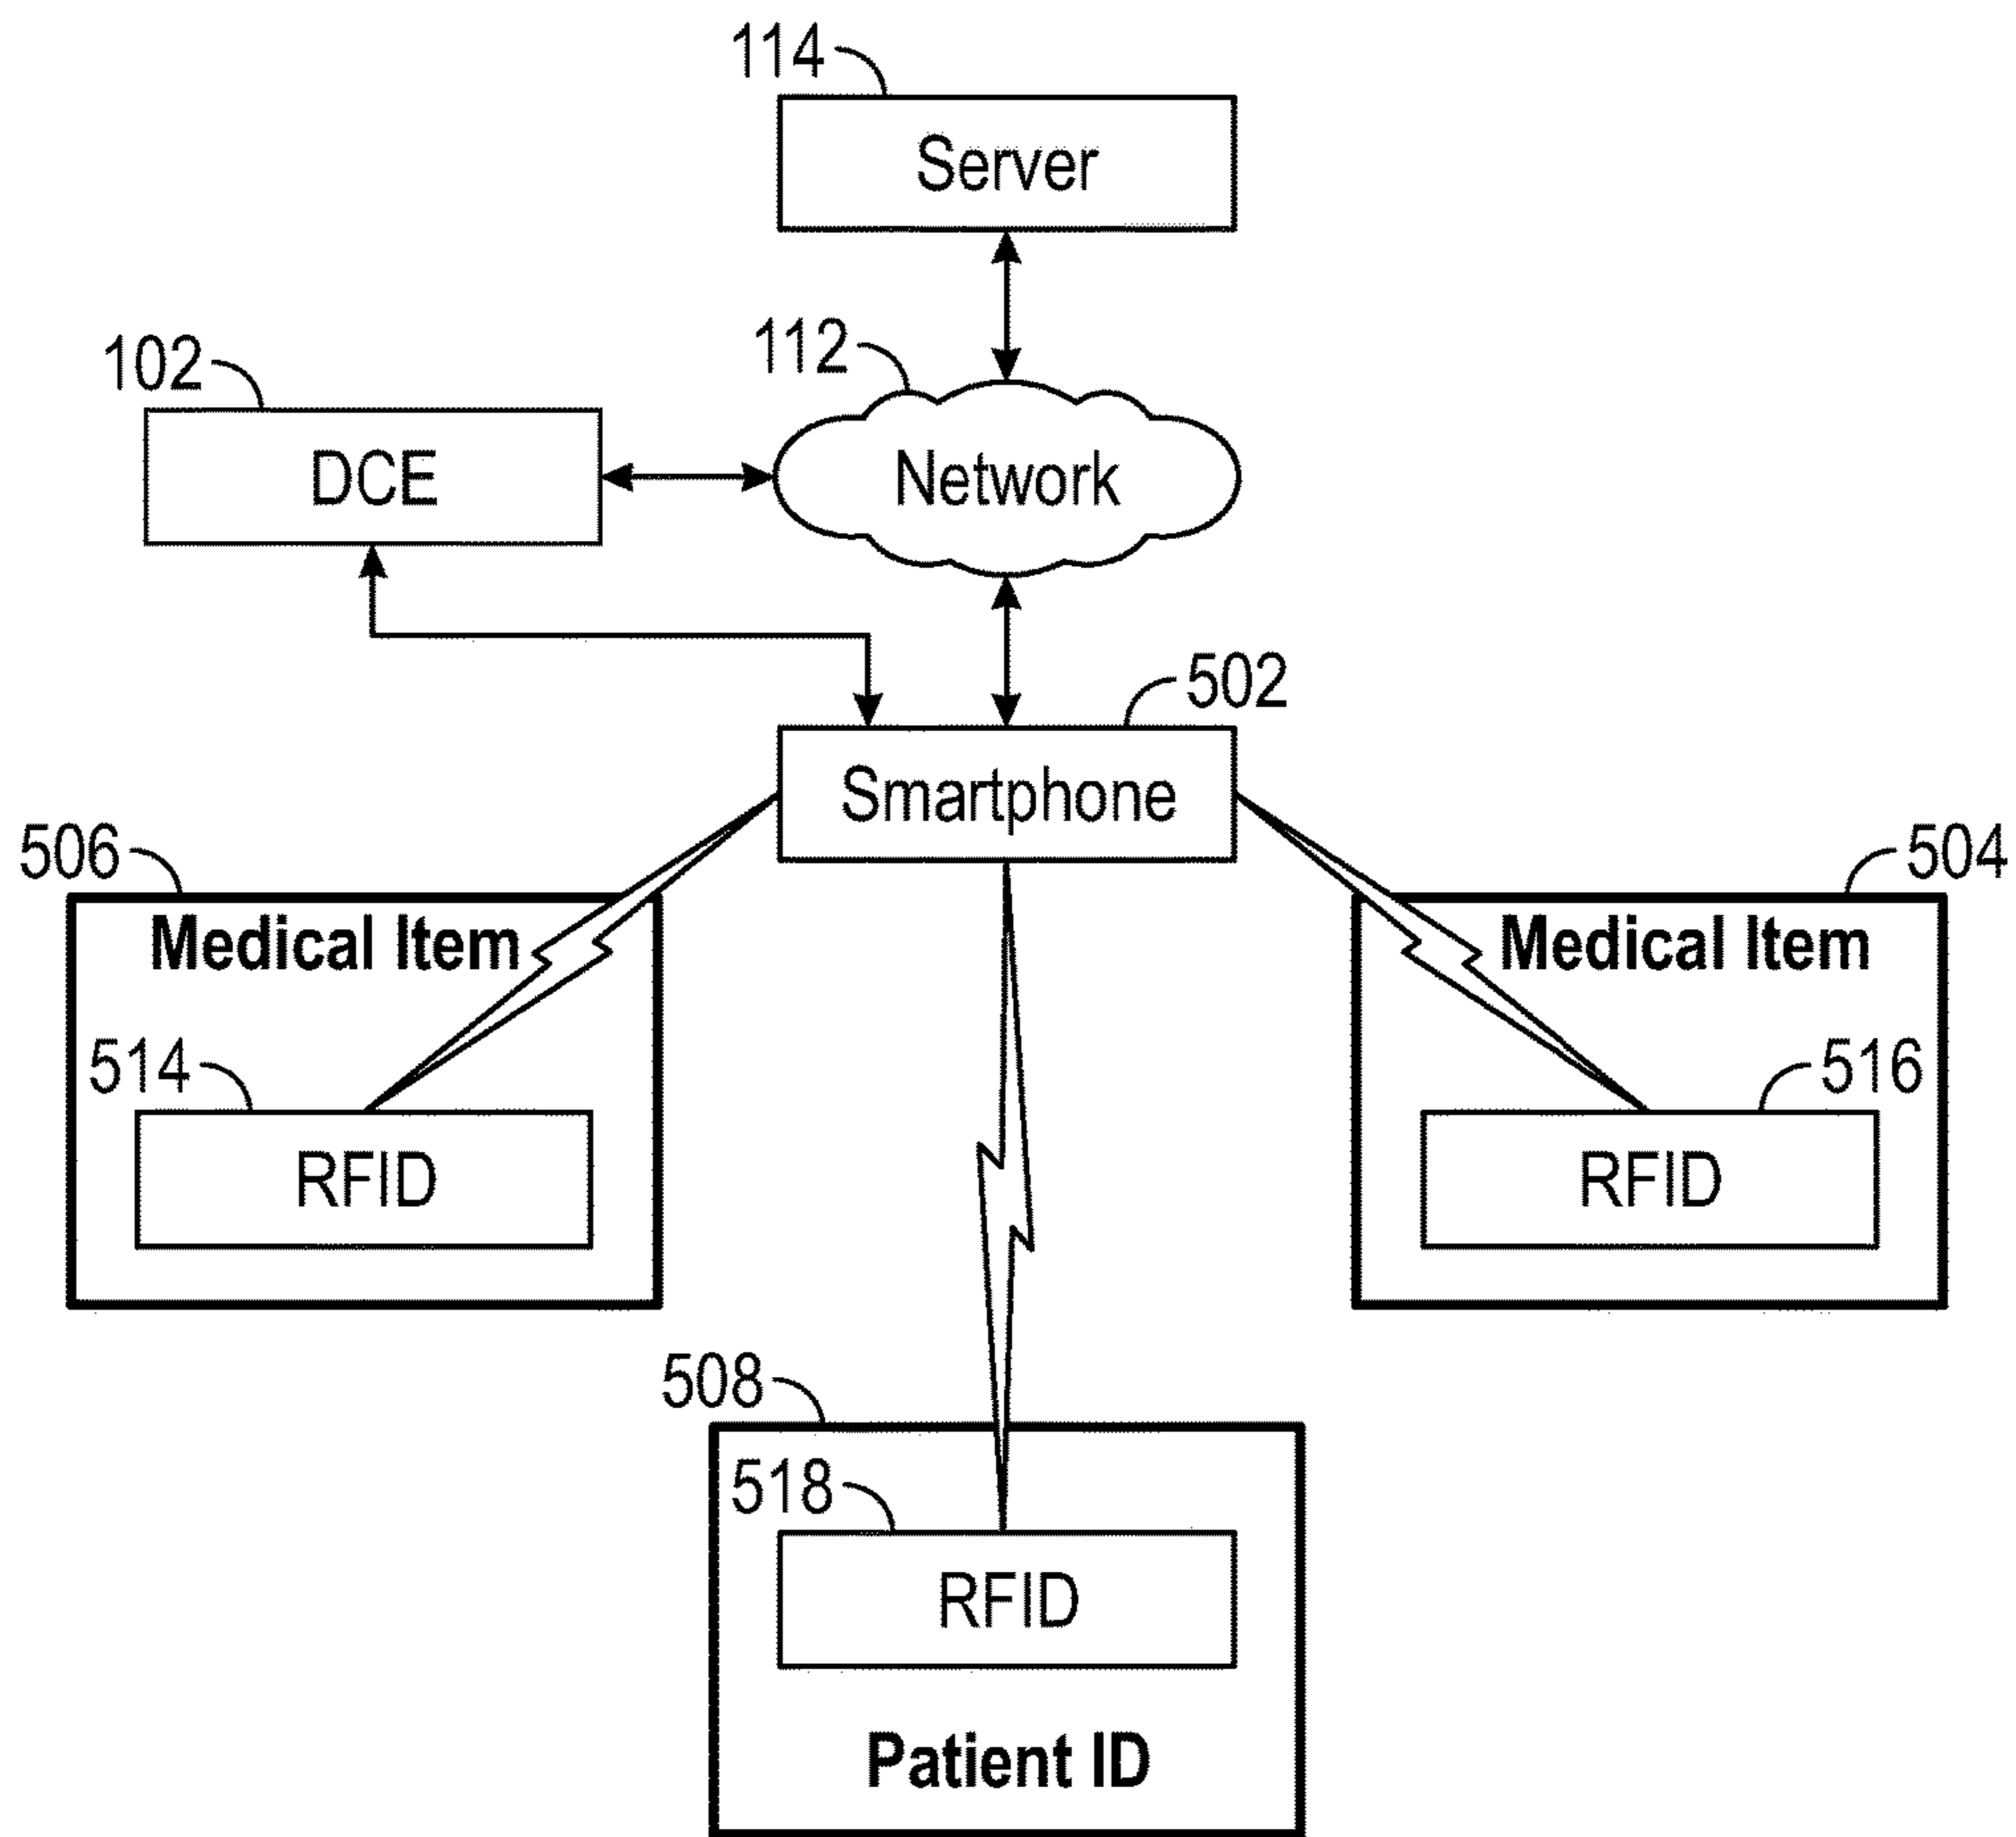 114
Server
112
102
DCE
Network
502
Smartphone
506
504
Medical Item
Medical Item
514
516
RFID
RFID
508
518
RFID
Patient ID